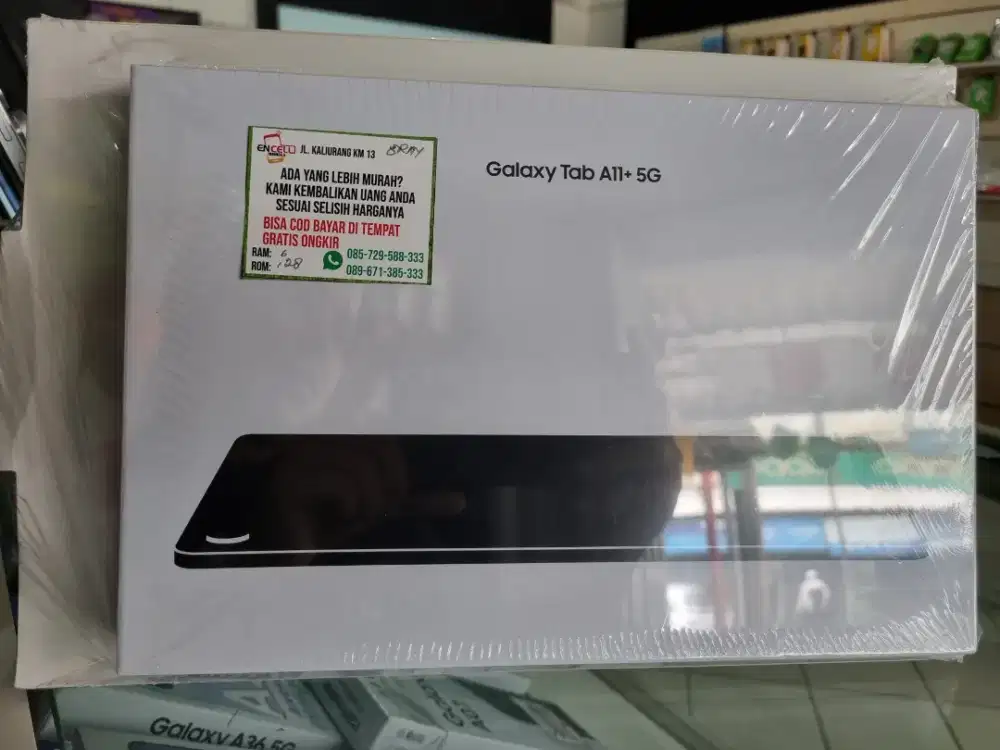 ENCELL JL. KALIURANG KM 13 GRAY
ADA YANG LEBIH MURAH?
KAMI KEMBALIKAN UANG ANDA
SESUAI SELISIH HARGANYA
BISA COD BAYAR DI TEMPAT
GRATIS ONGKIR
RAM: 6
ROM: 128
085-729-588-333
089-671-385-333
Galaxy Tab A11+ 5G
Galaxy A36 5G